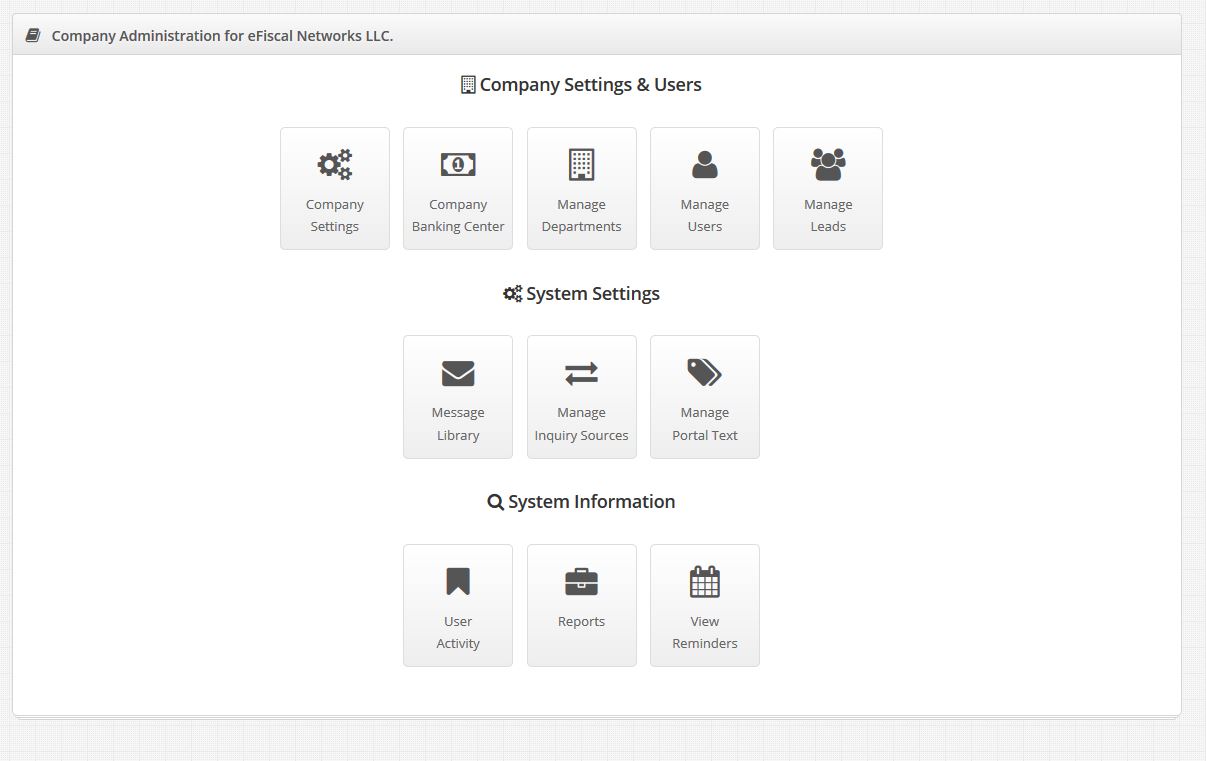 Company Administration for eFiscal Networks LLC.
Company Settings & Users
Company
Settings
Company
Banking Center
Manage
Departments
Manage
Users
Manage
Leads
System Settings
Message
Library
Manage
Inquiry Sources
Manage
Portal Text
System Information
User
Activity
Reports
View
Reminders